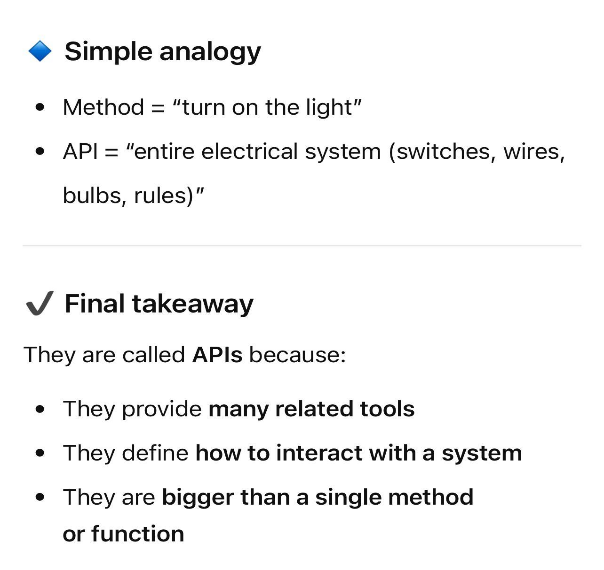 🔷 Simple analogy
• Method = “turn on the light”
• API = “entire electrical system (switches, wires,
bulbs, rules)”
✔️ Final takeaway
They are called APIs because:
• They provide many related tools
• They define how to interact with a system
• They are bigger than a single method
or function